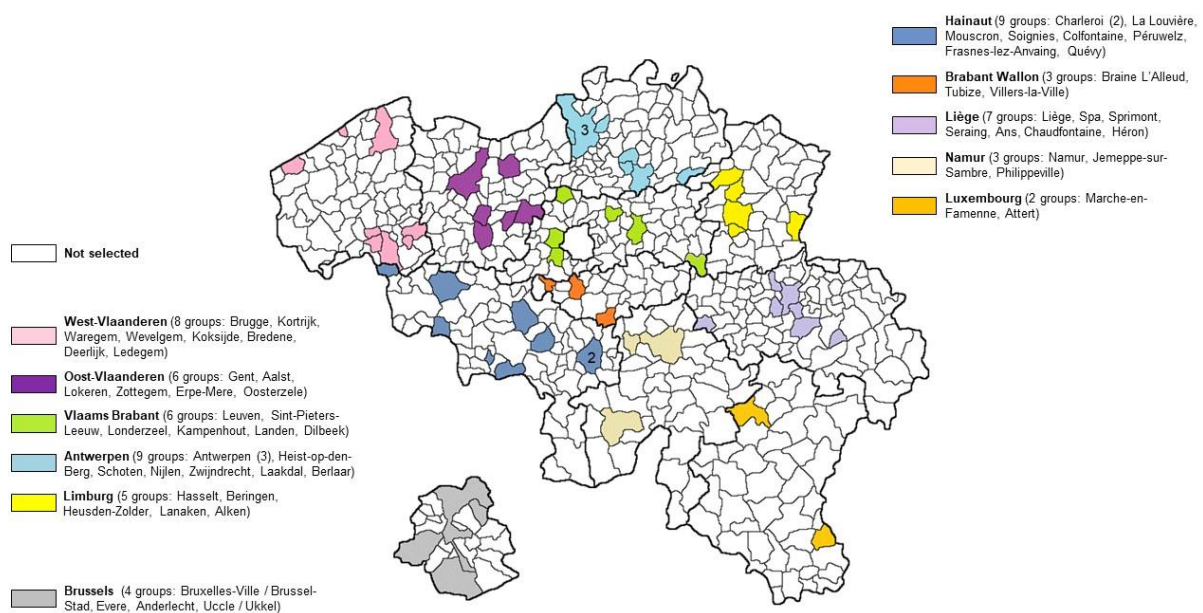 Hainaut (9 groups: Charleroi (2), La Louvière,
Mouscron, Soignies, Colfontaine, Péruwelz,
Frasnes-lez-Anvaing, Quévy)
Brabant Wallon (3 groups: Braine L'Alleud,
Tubize, Villers-la-Ville)
Liège (7 groups: Liège, Spa, Sprimont,
Seraing, Ans, Chaudfontaine, Héron)
Namur (3 groups: Namur, Jemeppe-sur-
Sambre, Philippeville)
Luxembourg (2 groups: Marche-en-
Famenne, Attert)
3
2
Not selected
West-Vlaanderen (8 groups: Brugge, Kortrijk,
Waregem, Wevelgem, Koksijde, Bredene,
Deerlijk, Ledegem)
Oost-Vlaanderen (6 groups: Gent, Aalst,
Lokeren, Zottegem, Erpe-Mere, Oosterzele)
Vlaams Brabant (6 groups: Leuven, Sint-Pieters-
Leeuw, Londerzeel, Kampenhout, Landen, Dilbeek)
Antwerpen (9 groups: Antwerpen (3), Heist-op-den-
Berg, Schoten, Nijlen, Zwijndrecht, Laakdal, Berlaar)
Limburg (5 groups: Hasselt, Beringen,
Heusden-Zolder, Lanaken, Alken)
Brussels (4 groups: Bruxelles-Ville / Brussel-
Stad, Evere, Anderlecht, Uccle / Ukkel)